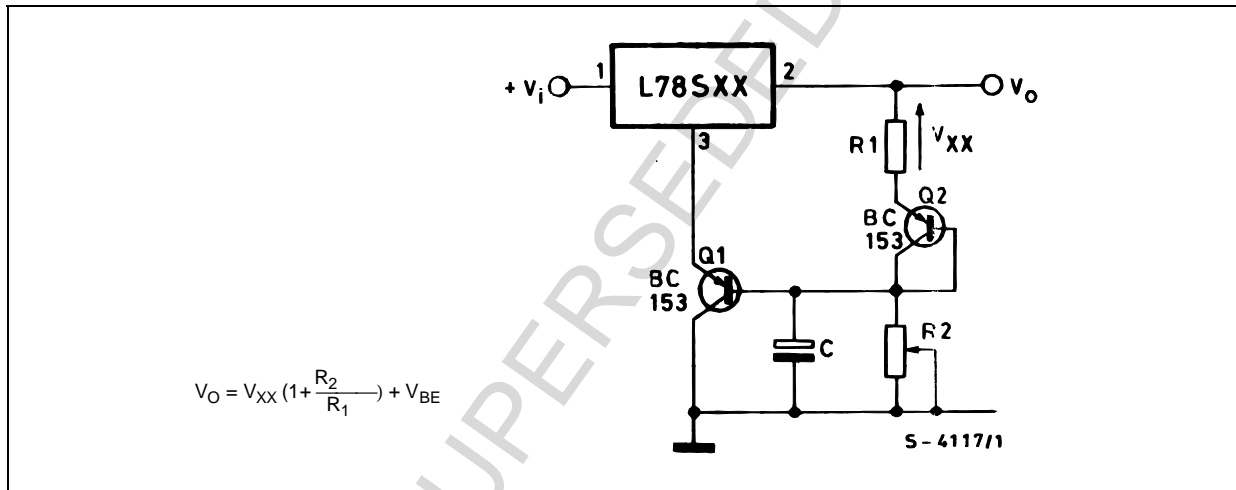 + Vi
1
L78SXX
2
Vo
3
R1
VXX
Q2
BC
153
Q1
BC
153
C
R2
VO = VXX (1+ R2/R1) + VBE
S-4117/1
SUPERSEDED